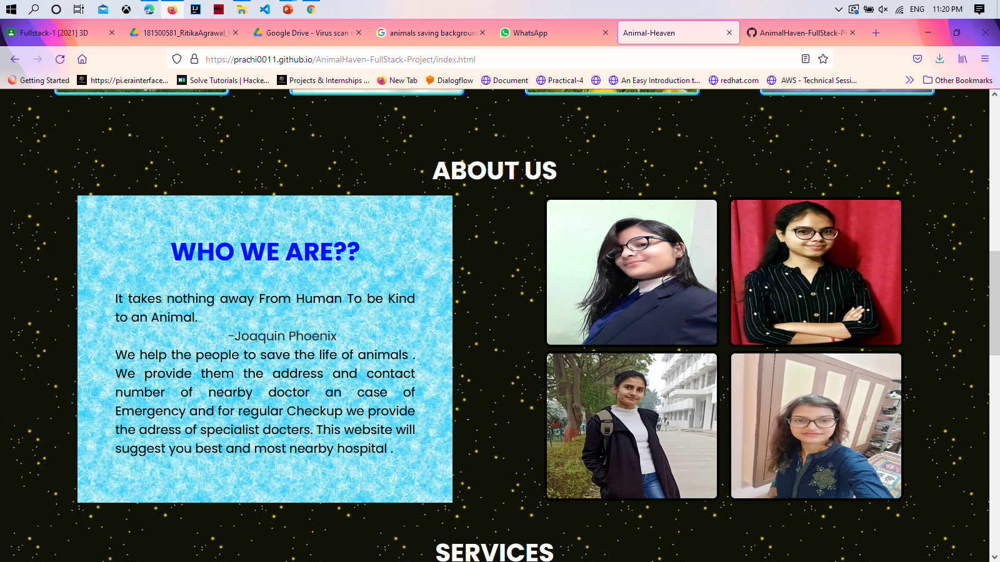 ENG 11:20 PM
Fullstack-1 [2021] 3D
181500581_RitikaAgrawal_
Google Drive - Virus scan w
animals saving background
WhatsApp
Animal-Heaven
AnimalHaven-FullStack-Pr
https://prachi0011.github.io/AnimalHaven-FullStack-Project/index.html
Getting Started
https://pi.erainterface...
Solve Tutorials | Hacke...
Projects & Internships ...
New Tab
Dialogflow
Document
Practical-4
An Easy Introduction t...
redhat.com
AWS - Technical Sessi...
Other Bookmarks
ABOUT US
WHO WE ARE??
It takes nothing away From Human To be Kind
to an Animal.
-Joaquin Phoenix
We help the people to save the life of animals .
We provide them the address and contact
number of nearby doctor an case of
Emergency and for regular Checkup we provide
the adress of specialist docters. This website will
suggest you best and most nearby hospital .
SERVICES